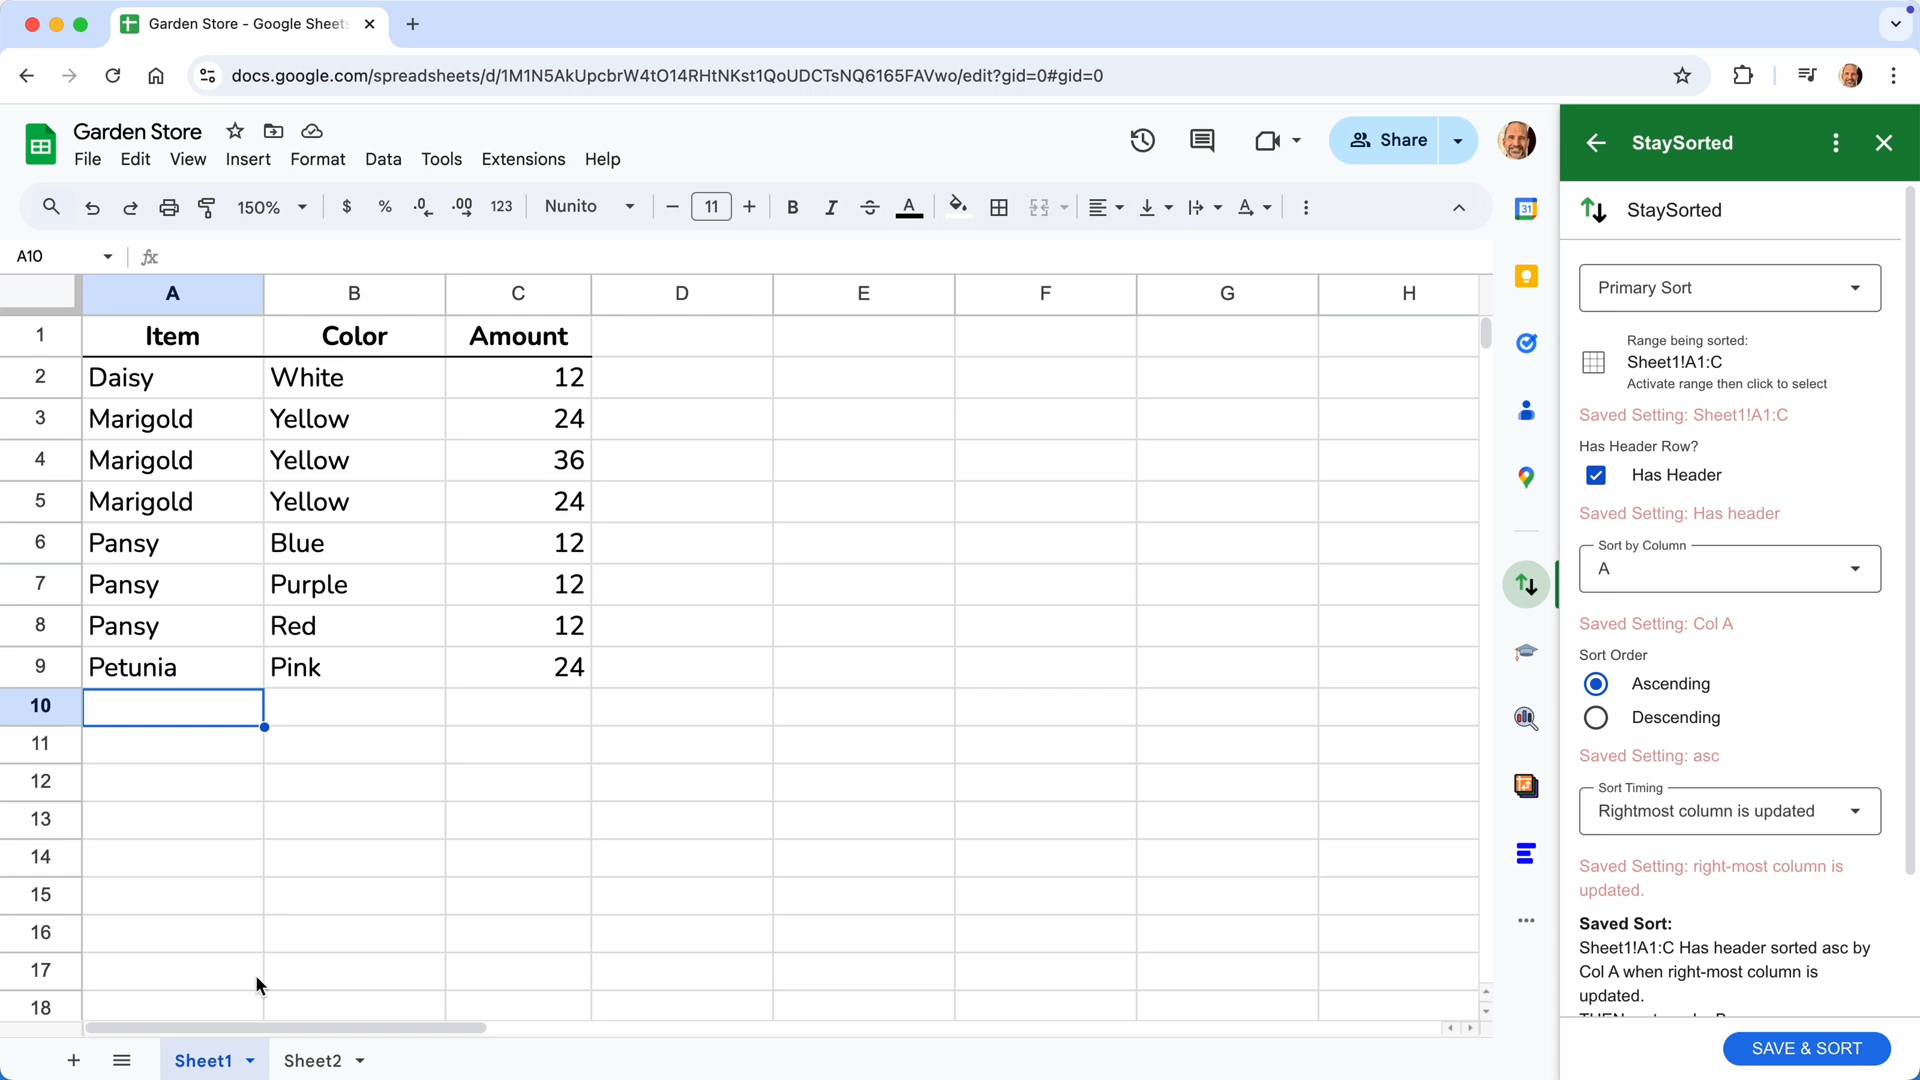 Garden Store - Google Sheets
docs.google.com/spreadsheets/d/1M1N5AkUpcbrW4tO14RHtNKst1QoUDCTsNQ6165FAVwo/edit?gid=0#gid=0
Garden Store
File Edit View Insert Format Data Tools Extensions Help
Share
150% $ % .0 .00 123 Nunito 11 B I A
A10 fx
A B C D E F G H
1 Item Color Amount
2 Daisy White 12
3 Marigold Yellow 24
4 Marigold Yellow 36
5 Marigold Yellow 24
6 Pansy Blue 12
7 Pansy Purple 12
8 Pansy Red 12
9 Petunia Pink 24
10
11
12
13
14
15
16
17
18
Sheet1 Sheet2
31
StaySorted
StaySorted
Primary Sort
Range being sorted:
Sheet1!A1:C
Activate range then click to select
Saved Setting: Sheet1!A1:C
Has Header Row?
Has Header
Saved Setting: Has header
Sort by Column
A
Saved Setting: Col A
Sort Order
Ascending
Descending
Saved Setting: asc
Sort Timing
Rightmost column is updated
Saved Setting: right-most column is
updated.
Saved Sort:
Sheet1!A1:C Has header sorted asc by
Col A when right-most column is
updated.
SAVE & SORT